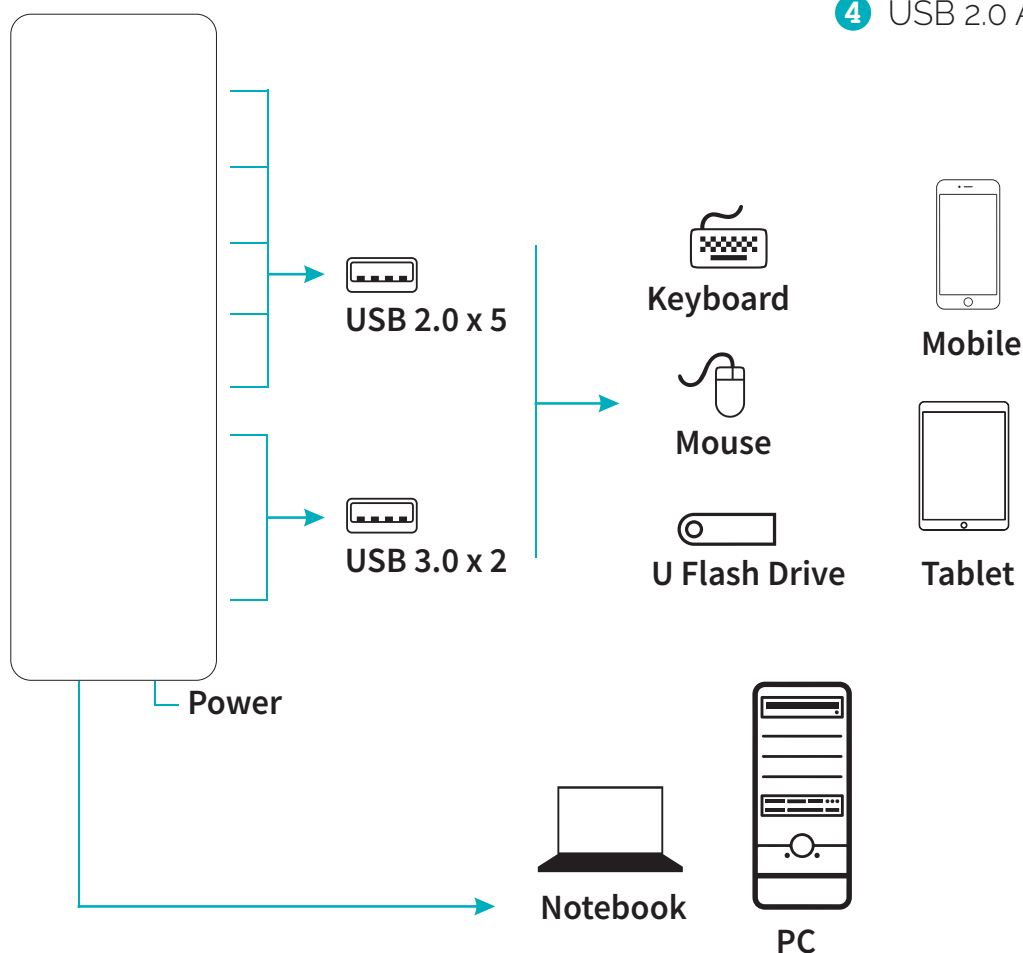 4 USB 2.0
USB 2.0 x 5
USB 3.0 x 2
Keyboard
Mouse
U Flash Drive
Mobile
Tablet
Power
Notebook
PC